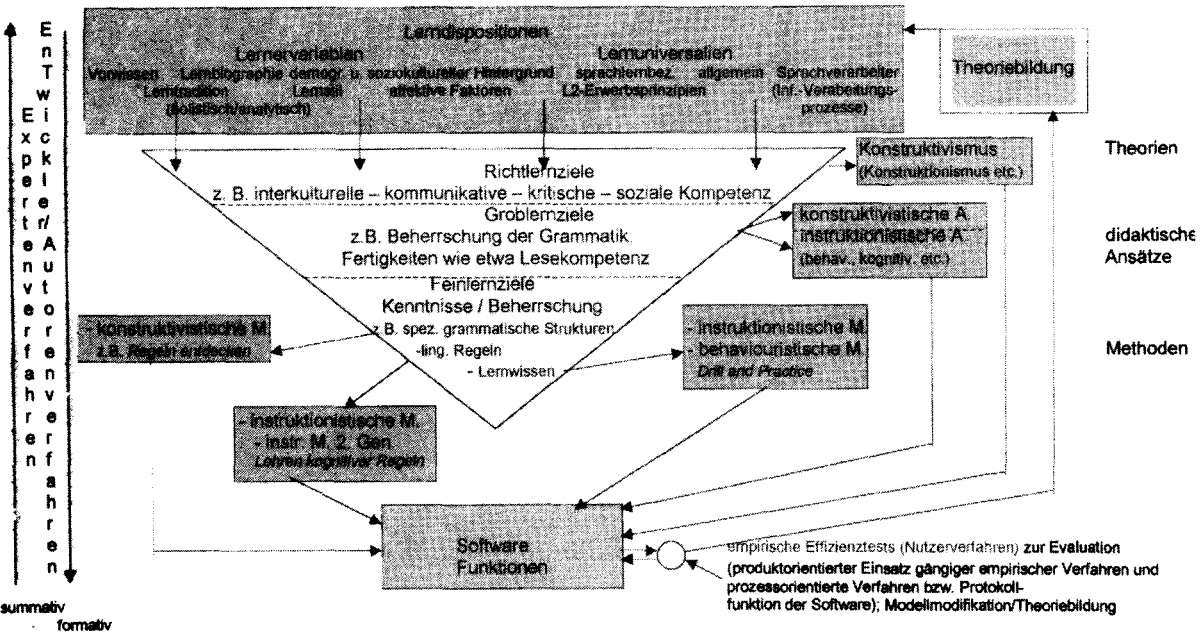 Lerndispositionen
Lernervariablen Lernuniversalien
Vorwissen Lernbiographie demogr. u. soziokultureller Hintergrund sprachlernbez. allgemein Sprachverarbeiter
Lerntradition Lernstil affektive Faktoren L2-Erwerbsprinzipien (Inf.-Verabeitungs-
(holistisch/analytisch) prozesse)
Theoriebildung
Expertenverfahren
EnTwickler/Autorenverfahren
Richtlernziele
z. B. interkulturelle – kommunikative – kritische – soziale Kompetenz
Groblernziele
z.B. Beherrschung der Grammatik,
Fertigkeiten wie etwa Lesekompetenz
Feinlernziele
Kenntnisse / Beherrschung
z.B. spez. grammatische Strukturen
-ling. Regeln
- Lernwissen
Konstruktivismus
(Konstruktionismus etc.)
Theorien
konstruktivistische A.
instruktionistische A.
(behav., kognitiv. etc.)
didaktische
Ansätze
- konstruktivistische M.
z.B. Regeln entdecken
- instruktionistische M.
- behaviouristische M.
Drill and Practice
Methoden
- instruktionistische M.
- instr. M. 2. Gen.
Lehren kognitiver Regeln
Software
Funktionen
empirische Effizienztests (Nutzerverfahren) zur Evaluation
(produktorientierter Einsatz gängiger empirischer Verfahren und
prozessorientierte Verfahren bzw. Protokoll-
funktion der Software); Modellmodifikation/Theoriebildung
summativ
formativ